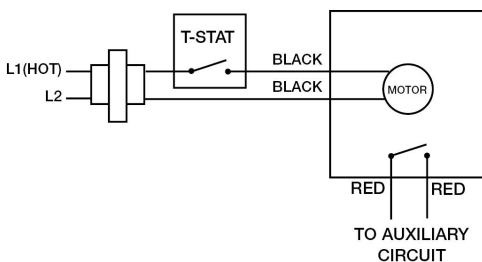 T-STAT
L1(HOT)
BLACK
L2
BLACK
MOTOR
RED
RED
TO AUXILIARY
CIRCUIT